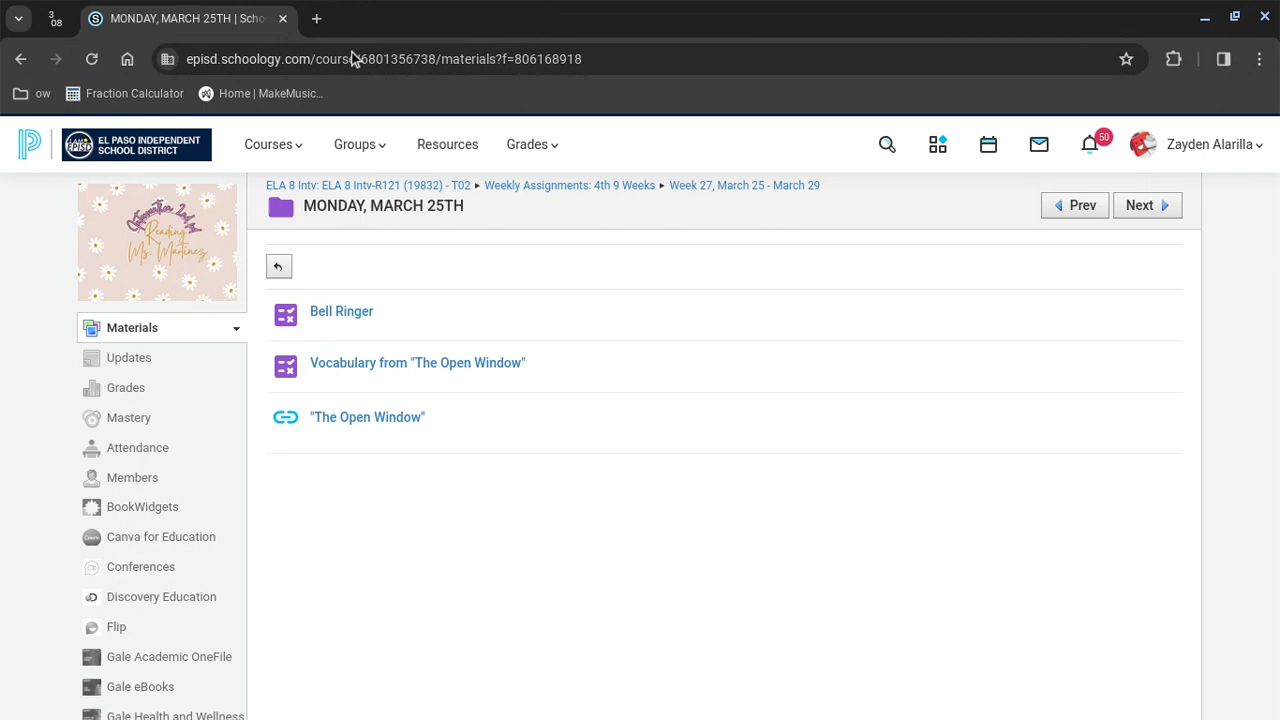 3
08
MONDAY, MARCH 25TH | Scho
episd.schoology.com/course/6801356738/materials?f=806168918
ow
Fraction Calculator
Home | MakeMusic...
EL PASO INDEPENDENT
SCHOOL DISTRICT
Courses
Groups
Resources
Grades
50
Zayden Alarilla
ELA 8 Intv: ELA 8 Intv-R121 (19832) - T02 ▸ Weekly Assignments: 4th 9 Weeks ▸ Week 27, March 25 - March 29
MONDAY, MARCH 25TH
Prev
Next
Reading
Ms. Martinez
Bell Ringer
Vocabulary from "The Open Window"
"The Open Window"
Materials
Updates
Grades
Mastery
Attendance
Members
BookWidgets
Canva for Education
Conferences
Discovery Education
Flip
Gale Academic OneFile
Gale eBooks
Gale Health and Wellness